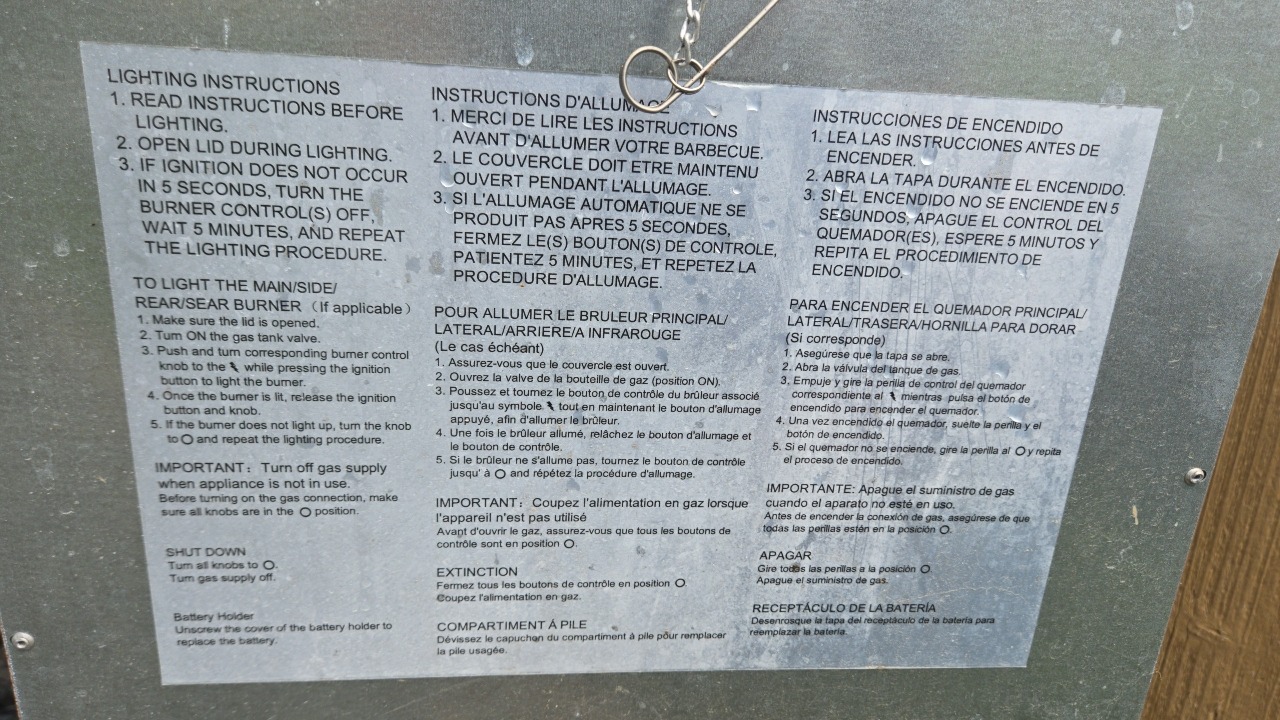 LIGHTING INSTRUCTIONS
1. READ INSTRUCTIONS BEFORE
LIGHTING.
2. OPEN LID DURING LIGHTING.
3. IF IGNITION DOES NOT OCCUR
IN 5 SECONDS, TURN THE
BURNER CONTROL(S) OFF,
WAIT 5 MINUTES, AND REPEAT
THE LIGHTING PROCEDURE.
TO LIGHT THE MAIN/SIDE/
REAR/SEAR BURNER (If applicable)
1. Make sure the lid is opened.
2. Turn ON the gas tank valve.
3. Push and turn corresponding burner control
knob to the while pressing the ignition
button to light the burner.
4. Once the burner is lit, release the ignition
button and knob.
5. If the burner does not light up, turn the knob
to and repeat the lighting procedure.
IMPORTANT: Turn off gas supply
when appliance is not in use.
Before turning on the gas connection, make
sure all knobs are in the position.
SHUT DOWN
Turn all knobs to .
Turn gas supply off.
Battery Holder
Unscrew the cover of the battery holder to
replace the battery.
INSTRUCTIONS D'ALLUMAGE
1. MERCI DE LIRE LES INSTRUCTIONS
AVANT D'ALLUMER VOTRE BARBECUE.
2. LE COUVERCLE DOIT ETRE MAINTENU
OUVERT PENDANT L'ALLUMAGE.
3. SI L'ALLUMAGE AUTOMATIQUE NE SE
PRODUIT PAS APRES 5 SECONDES,
FERMEZ LE(S) BOUTON(S) DE CONTROLE,
PATIENTEZ 5 MINUTES, ET REPETEZ LA
PROCEDURE D'ALLUMAGE.
POUR ALLUMER LE BRULEUR PRINCIPAL/
LATERAL/ARRIERE/A INFRAROUGE
(Le cas échéant)
1. Assurez-vous que le couvercle est ouvert.
2. Ouvrez la valve de la bouteille de gaz (position ON).
3. Poussez et tournez le bouton de contrôle du brûleur associé
jusqu'au symbole tout en maintenant le bouton d'allumage
appuyé, afin d'allumer le brûleur.
4. Une fois le brûleur allumé, relâchez le bouton d'allumage et
le bouton de contrôle.
5. Si le brûleur ne s'allume pas, tournez le bouton de contrôle
jusqu' à et répétez la procédure d'allumage.
IMPORTANT: Coupez l'alimentation en gaz lorsque
l'appareil n'est pas utilisé
Avant d'ouvrir le gaz, assurez-vous que tous les boutons de
contrôle sont en position .
EXTINCTION
Fermez tous les boutons de contrôle en position .
Coupez l'alimentation en gaz.
COMPARTIMENT À PILE
Dévissez le capuchon du compartiment à pile pour remplacer
la pile usagée.
INSTRUCCIONES DE ENCENDIDO
1. LEA LAS INSTRUCCIONES ANTES DE
ENCENDER.
2. ABRA LA TAPA DURANTE EL ENCENDIDO.
3. SI EL ENCENDIDO NO SE ENCIENDE EN 5
SEGUNDOS, APAGUE EL CONTROL DEL
QUEMADOR(ES), ESPERE 5 MINUTOS Y
REPITA EL PROCEDIMIENTO DE
ENCENDIDO.
PARA ENCENDER EL QUEMADOR PRINCIPAL/
LATERAL/TRASERA/HORNILLA PARA DORAR
(Si corresponde)
1. Asegúrese que la tapa se abre.
2. Abra la válvula del tanque de gas.
3. Empuje y gire la perilla de control del quemador
correspondiente al mientras pulsa el botón de
encendido para encender el quemador.
4. Una vez encendido el quemador, suelte la perilla y el
botón de encendido.
5. Si el quemador no se enciende, gire la perilla al y repita
el proceso de encendido.
IMPORTANTE: Apague el suministro de gas
cuando el aparato no esté en uso.
Antes de encender la conexión de gas, asegúrese de que
todas las perillas estén en la posición .
APAGAR
Gire todas las perillas a la posición .
Apague el suministro de gas.
RECEPTÁCULO DE LA BATERÍA
Desenrosque la tapa del receptáculo de la batería para
reemplazar la batería.